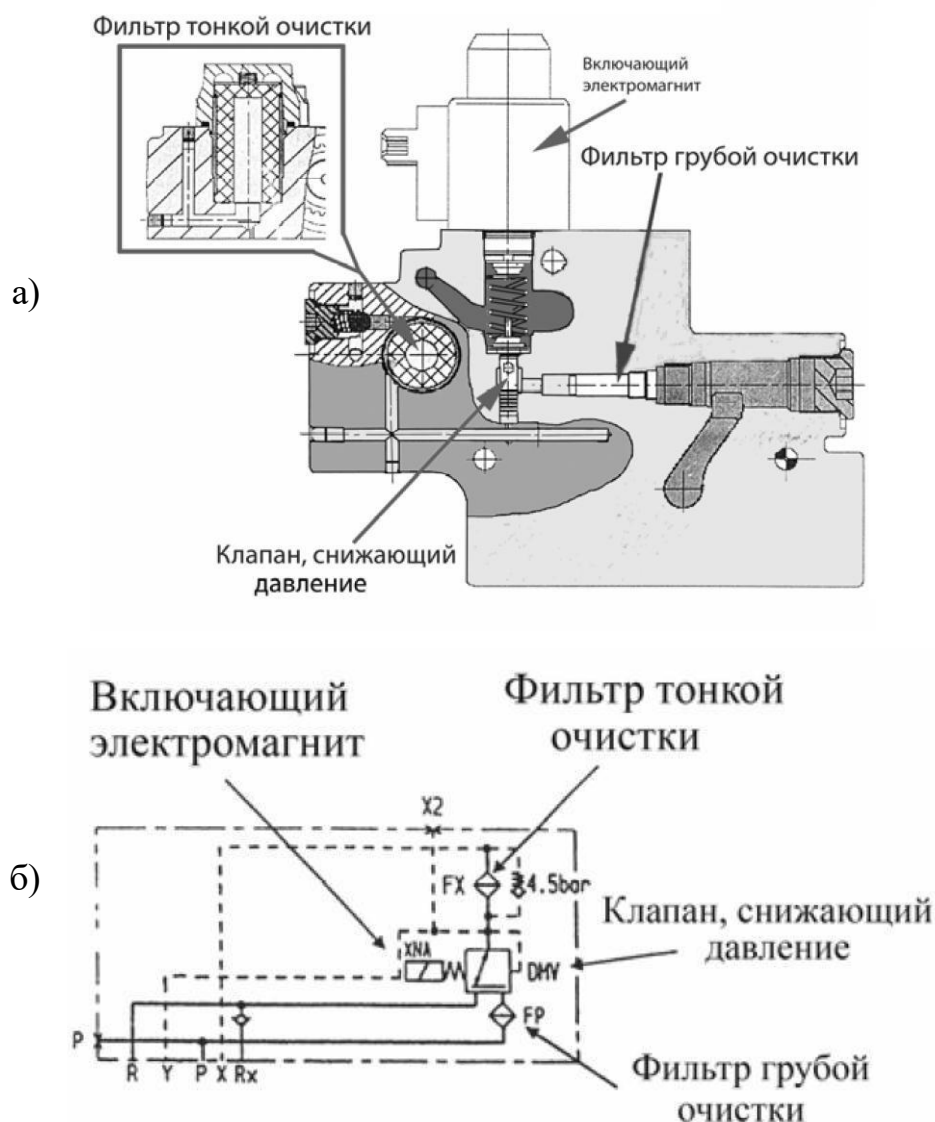 Фильтр тонкой очистки
Включающий
электромагнит
Фильтр грубой очистки
а)
Клапан, снижающий
давление
Включающий
электромагнит
Фильтр тонкой
очистки
X2
б)
FX
4.5bar
Клапан, снижающий
давление
XNA
DMV
FP
P
R Y P X Rx
Фильтр грубой
очистки